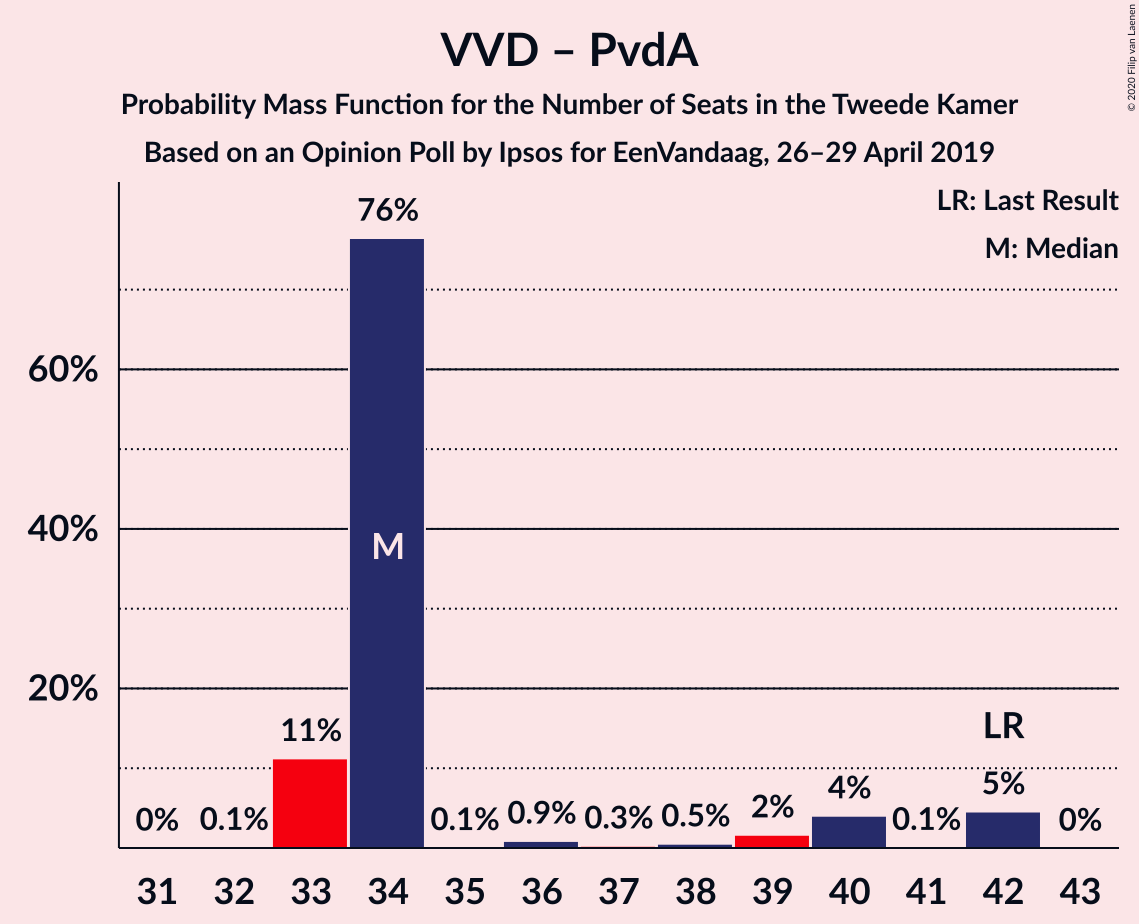 VVD – PvdA
Probability Mass Function for the Number of Seats in the Tweede Kamer
Based on an Opinion Poll by Ipsos for EenVandaag, 26–29 April 2019
© 2020 Filip van Laenen
LR: Last Result
M: Median
60%
40%
20%
0%
0.1%
11%
76%
M
0.1%
0.9%
0.3%
0.5%
2%
4%
0.1%
LR
5%
0%
31 32 33 34 35 36 37 38 39 40 41 42 43